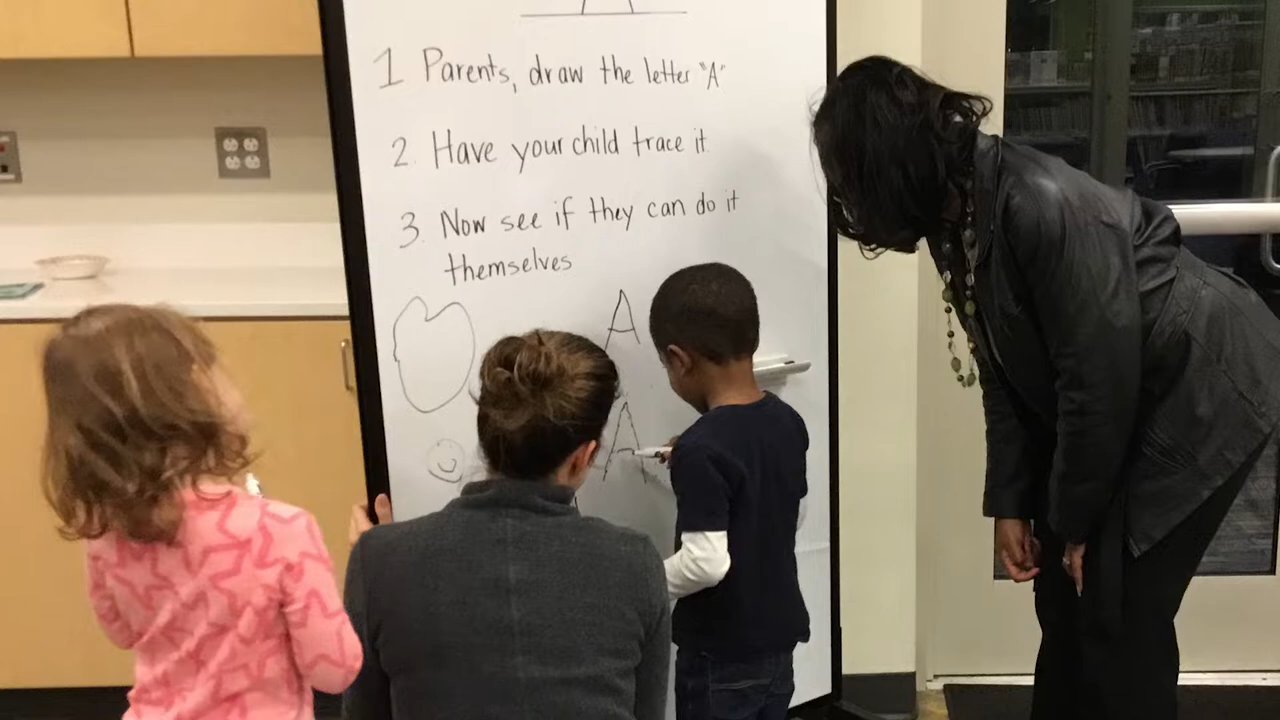 1 Parents, draw the letter "A"
2. Have your child trace it
3. Now see if they can do it
themselves
A
A